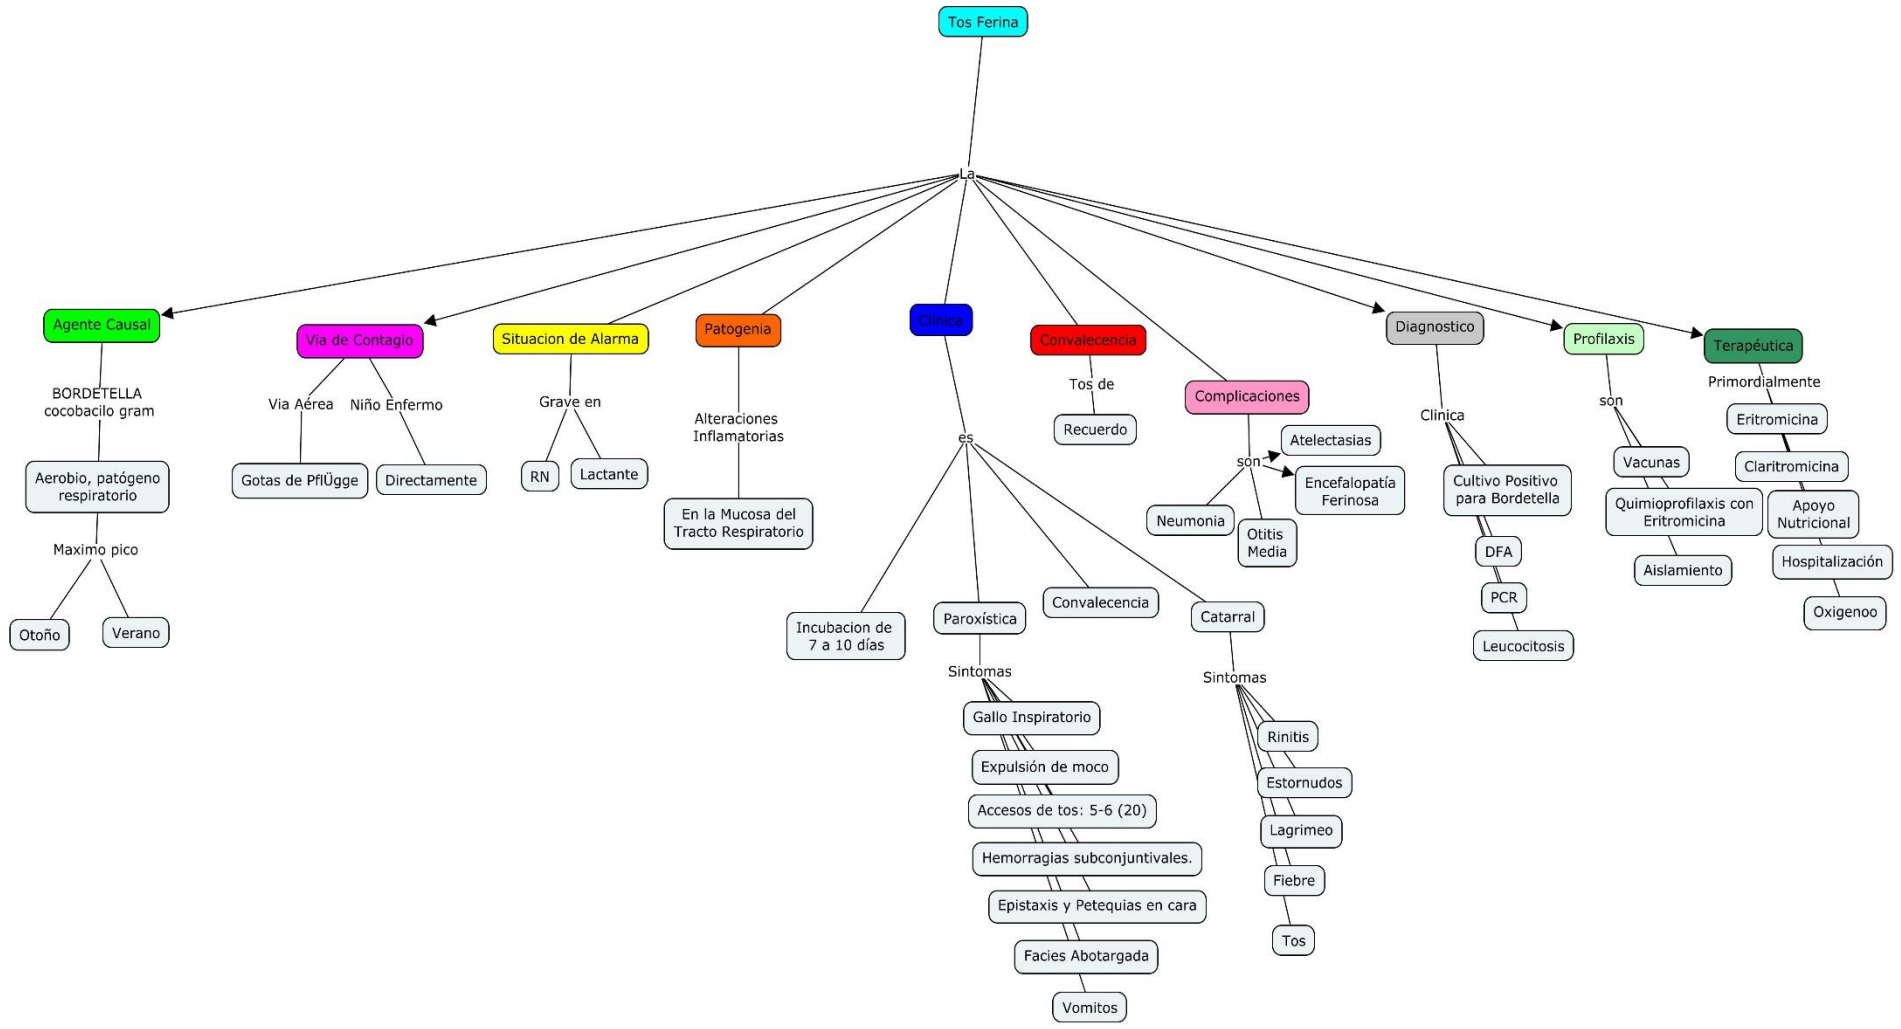 Tos Ferina
La
Agente Causal
BORDETELLA
cocobacilo gram
Aerobio, patógeno
respiratorio
Maximo pico
Otoño
Verano
Via de Contagio
Via Aérea
Niño Enfermo
Gotas de PflÜgge
Directamente
Situacion de Alarma
Grave en
RN
Lactante
Patogenia
Alteraciones
Inflamatorias
En la Mucosa del
Tracto Respiratorio
Clinica
es
Incubacion de
7 a 10 días
Paroxística
Sintomas
Gallo Inspiratorio
Expulsión de moco
Accesos de tos: 5-6 (20)
Hemorragias subconjuntivales.
Epistaxis y Petequias en cara
Facies Abotargada
Vomitos
Convalecencia
Catarral
Sintomas
Rinitis
Estornudos
Lagrimeo
Fiebre
Tos
Convalecencia
Tos de
Recuerdo
Complicaciones
son
Atelectasias
Encefalopatía
Ferinosa
Neumonia
Otitis
Media
Diagnostico
Clinica
Cultivo Positivo
para Bordetella
DFA
PCR
Leucocitosis
Profilaxis
son
Vacunas
Quimioprofilaxis con
Eritromicina
Aislamiento
Terapéutica
Primordialmente
Eritromicina
Claritromicina
Apoyo
Nutricional
Hospitalización
Oxigenoo